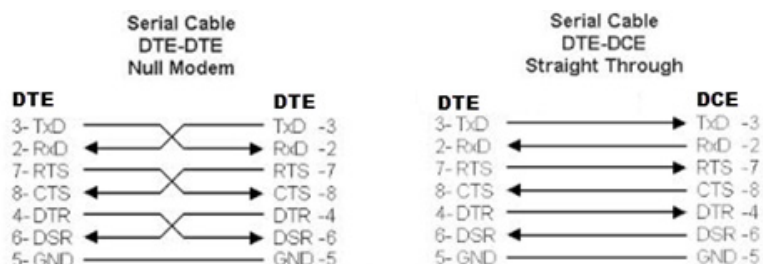 Serial Cable
DTE-DTE
Null Modem
DTE DTE
3- TxD TxD -3
2- RxD RxD -2
7- RTS RTS -7
8- CTS CTS -8
4- DTR DTR -4
6- DSR DSR -6
5- GND GND -5
Serial Cable
DTE-DCE
Straight Through
DTE DCE
3- TxD TxD -3
2- RxD RxD -2
7- RTS RTS -7
8- CTS CTS -8
4- DTR DTR -4
6- DSR DSR -6
5- GND GND -5